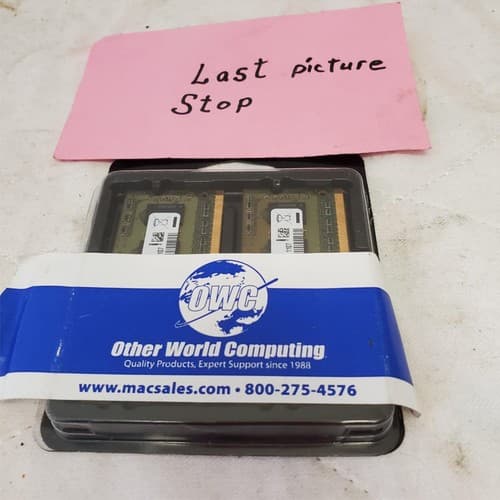 Last picture
Stop
OWC
Other World Computing
Quality Products, Expert Support since 1988
www.macsales.com • 800-275-4576